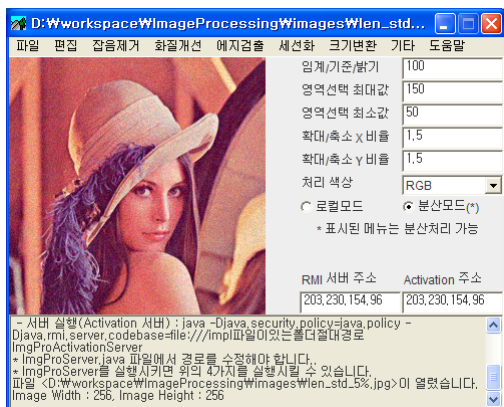 D:₩workspace₩ImageProcessing₩images₩len_std...
파일 편집 잡음제거 화질개선 에지검출 세선화 크기변환 기타 도움말
임계/기준/밝기 100
영역선택 최대값 150
영역선택 최소값 50
확대/축소 X 비율 1,5
확대/축소 Y 비율 1,5
처리 색상 RGB
로컬모드 분산모드(*)
* 표시된 메뉴는 분산처리 가능
RMI 서버 주소 Activation 주소
203,230,154,96 203,230,154,96
- 서버 실행(Activation 서버) : java -Djava,security,policy=java,policy -
Djava,rmi,server,codebase=file:///impl파일이있는폴더절대경로
ImgProActivationServer
* ImgProServer,java 파일에서 경로를 수정해야 합니다,
* ImgProServer를 실행시키면 위의 4가지를 실행시킬 수 있습니다,
파일 <D:₩workspace₩ImageProcessing₩images₩len_std_5%,jpg>이 열렸습니다,
Image Width : 256, Image Height : 256